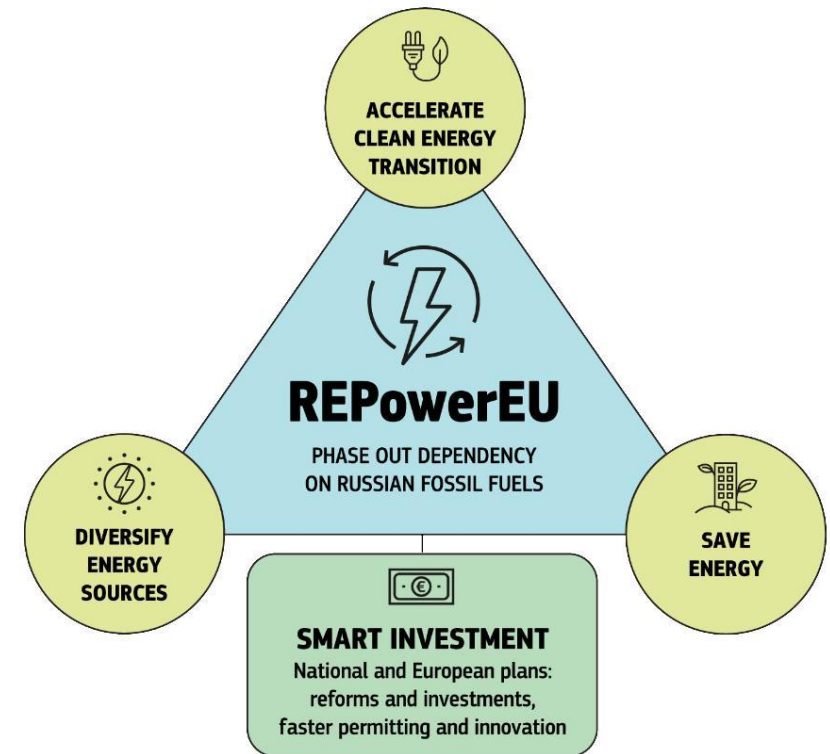 ACCELERATE
CLEAN ENERGY
TRANSITION
REPowerEU
PHASE OUT DEPENDENCY
ON RUSSIAN FOSSIL FUELS
DIVERSIFY
ENERGY
SOURCES
SAVE
ENERGY
€
SMART INVESTMENT
National and European plans:
reforms and investments,
faster permitting and innovation